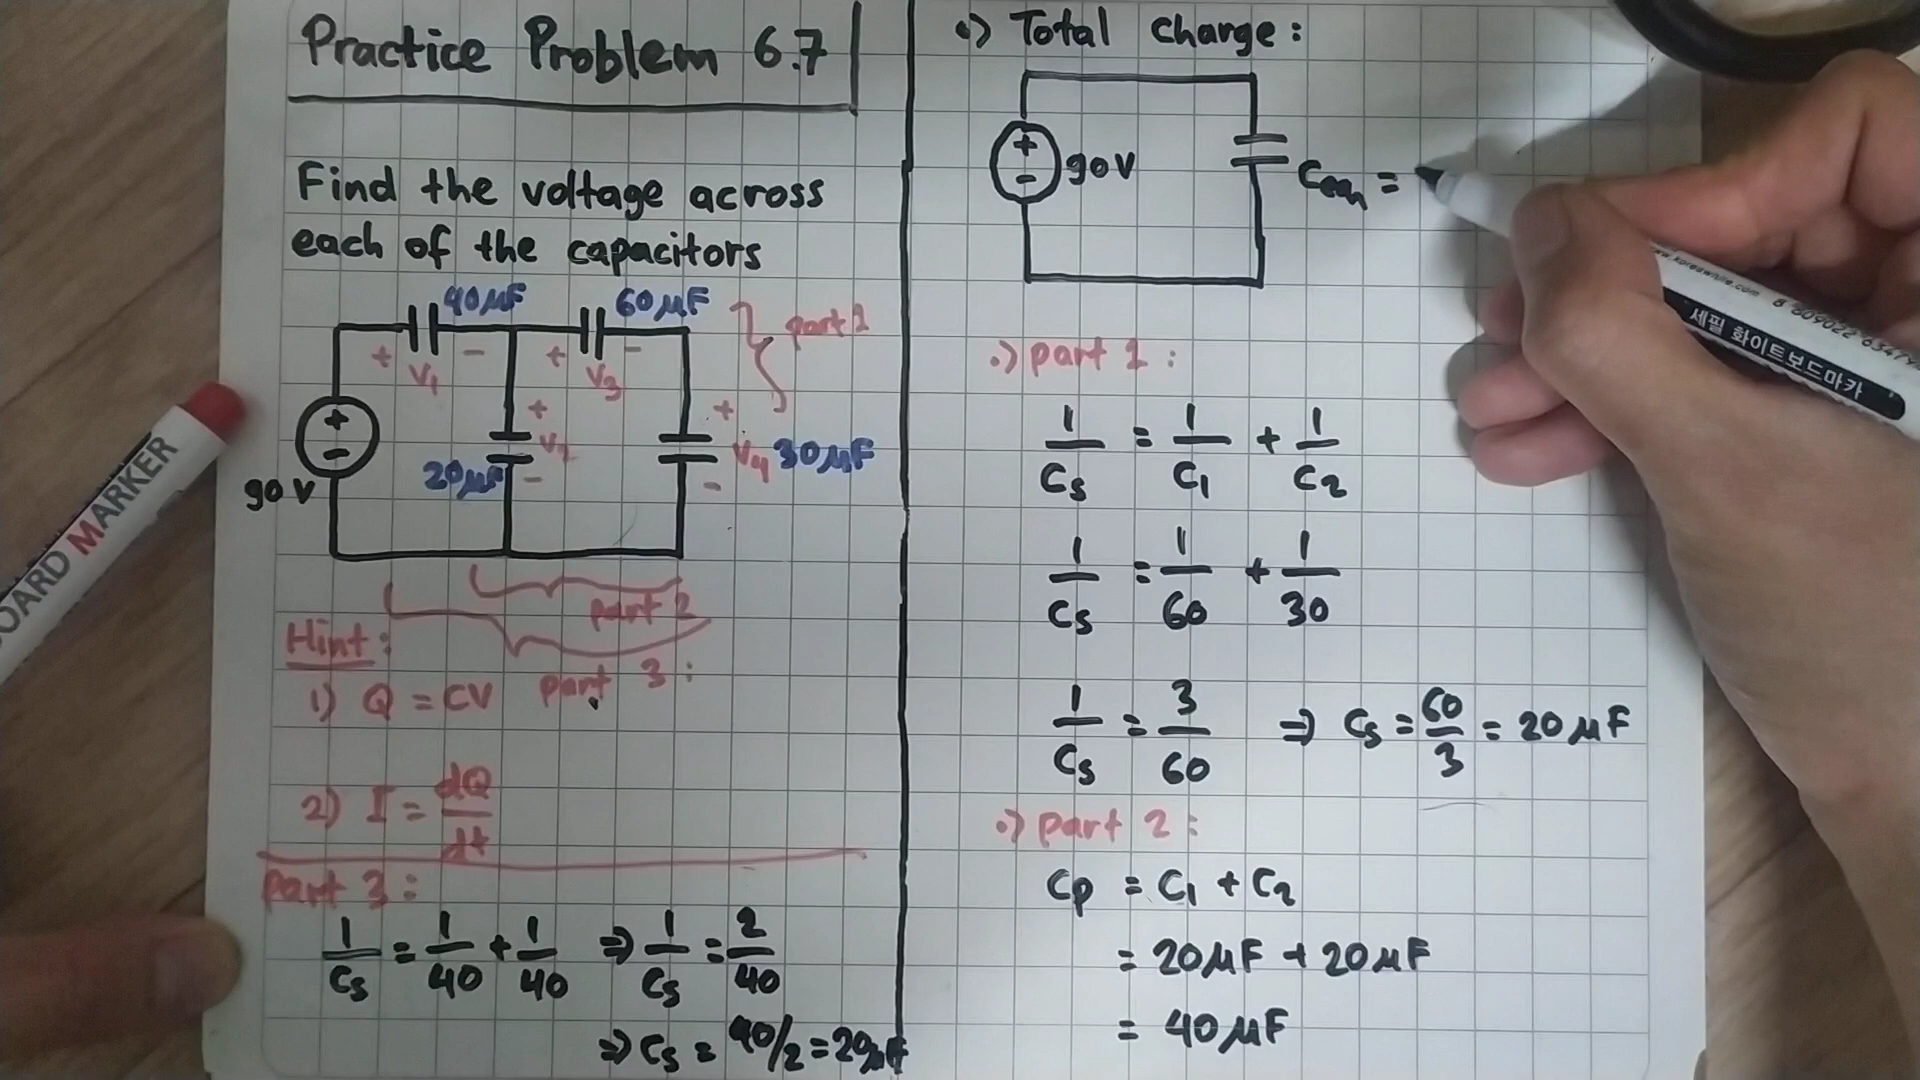 Practice Problem 6.7
Find the voltage across
each of the capacitors
40μF
60μF
part 1
+ V1 -
+ V3 -
+
-
90 V
+
V2
-
20μF
+
V4
-
30μF
part 2
part 3:
Hint:
1) Q = CV
2) I = dQ/dt
Part 3:
1/Cs = 1/40 + 1/40 ⇒ 1/Cs = 2/40
⇒ Cs = 40/2 = 20μF
•) Total Charge:
+
-
90V
Ceqn =
•) part 1:
1/Cs = 1/C1 + 1/C2
1/Cs = 1/60 + 1/30
1/Cs = 3/60 ⇒ Cs = 60/3 = 20 μF
•) part 2:
Cp = C1 + C2
= 20μF + 20μF
= 40μF
BOARD MARKER
세필 화이트보드마카